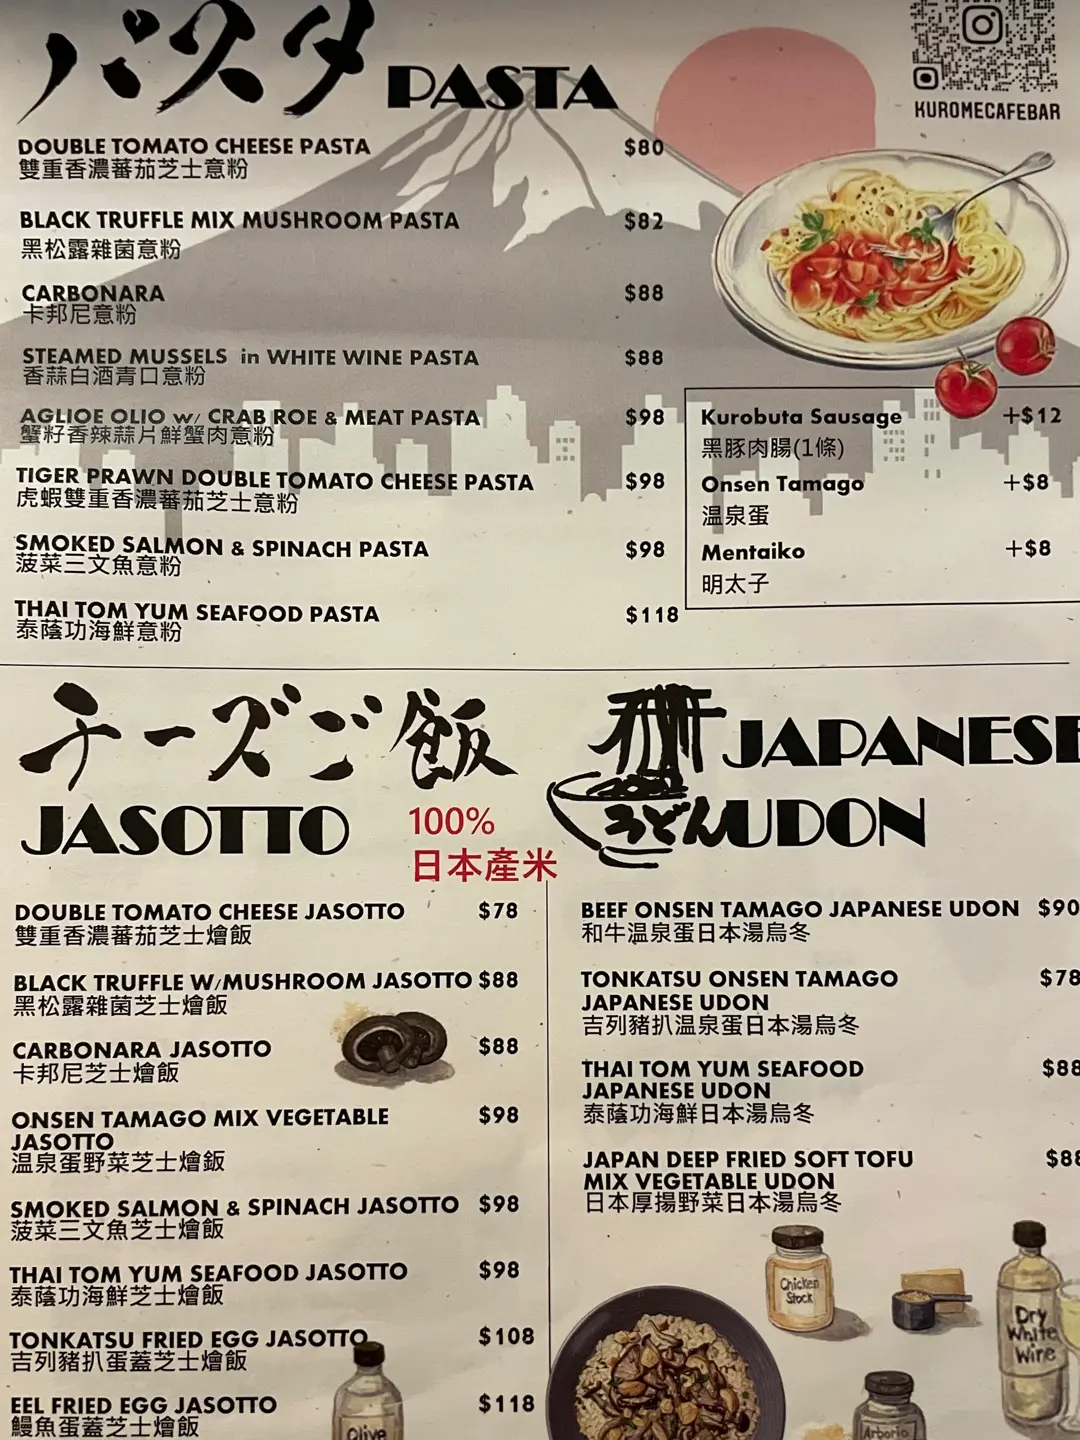 パスタ PASTA
KUROMECAFEBAR
DOUBLE TOMATO CHEESE PASTA $80
雙重香濃蕃茄芝士意粉
BLACK TRUFFLE MIX MUSHROOM PASTA $82
黑松露雜菌意粉
CARBONARA $88
卡邦尼意粉
STEAMED MUSSELS in WHITE WINE PASTA $88
香蒜白酒青口意粉
AGLIOE OLIO w/ CRAB ROE & MEAT PASTA $98
蟹籽香辣蒜片鮮蟹肉意粉
TIGER PRAWN DOUBLE TOMATO CHEESE PASTA $98
虎蝦雙重香濃蕃茄芝士意粉
SMOKED SALMON & SPINACH PASTA $98
菠菜三文魚意粉
THAI TOM YUM SEAFOOD PASTA $118
泰蔭功海鮮意粉
Kurobuta Sausage +$12
黑豚肉腸(1條)
Onsen Tamago +$8
温泉蛋
Mentaiko +$8
明太子
チーズご飯
JASOTTO
100%
日本產米
DOUBLE TOMATO CHEESE JASOTTO $78
雙重香濃蕃茄芝士燴飯
BLACK TRUFFLE W/MUSHROOM JASOTTO $88
黑松露雜菌芝士燴飯
CARBONARA JASOTTO $88
卡邦尼芝士燴飯
ONSEN TAMAGO MIX VEGETABLE $98
JASOTTO
温泉蛋野菜芝士燴鈑
SMOKED SALMON & SPINACH JASOTTO $98
菠菜三文魚芝士燴飯
THAI TOM YUM SEAFOOD JASOTTO $98
泰蔭功海鮮芝士燴飯
TONKATSU FRIED EGG JASOTTO $108
吉列豬扒蛋蓋芝士燴飯
EEL FRIED EGG JASOTTO $118
鰻魚蛋蓋芝士燴飯
Olive
JAPANESE
うどん UDON
BEEF ONSEN TAMAGO JAPANESE UDON $90
和牛温泉蛋日本湯烏冬
TONKATSU ONSEN TAMAGO $78
JAPANESE UDON
吉列豬扒温泉蛋日本湯烏冬
THAI TOM YUM SEAFOOD $88
JAPANESE UDON
泰蔭功海鮮日本湯烏冬
JAPAN DEEP FRIED SOFT TOFU $88
MIX VEGETABLE UDON
日本厚揚野菜日本湯烏冬
Chicken
Stock
Dry
White
Wire
Arborio